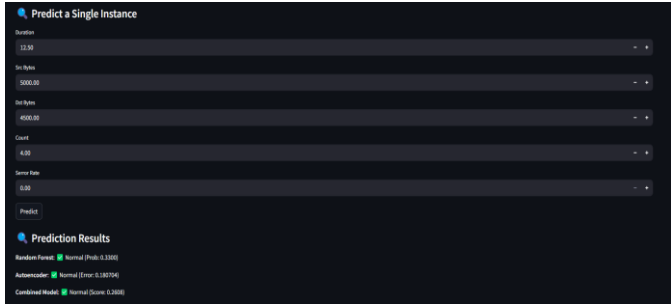 Predict a Single Instance
Duration
12.50
Src Bytes
5000.00
Dst Bytes
4500.00
Count
4.00
Serror Rate
0.00
Predict
Prediction Results
Random Forest: ✅ Normal (Prob: 0.3300)
Autoencoder: ✅ Normal (Error: 0.180704)
Combined Model: ✅ Normal (Score: 0.2608)